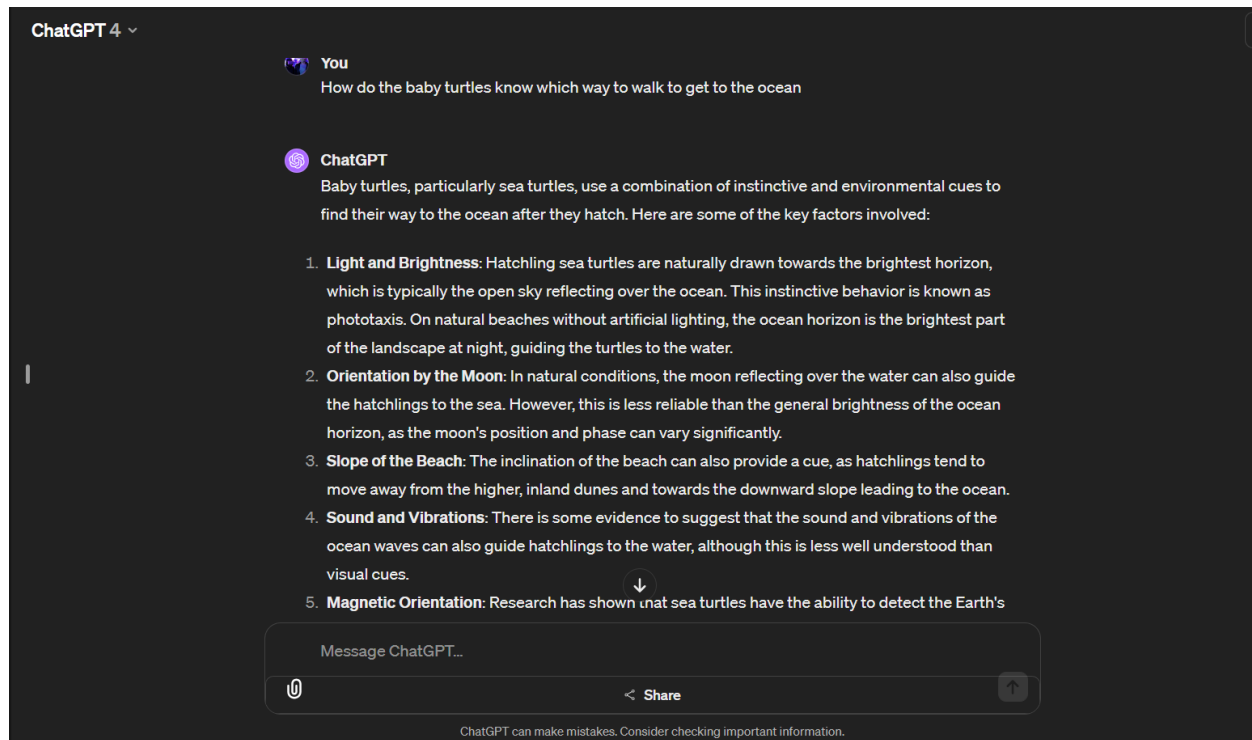 ChatGPT 4
You
How do the baby turtles know which way to walk to get to the ocean
ChatGPT
Baby turtles, particularly sea turtles, use a combination of instinctive and environmental cues to
find their way to the ocean after they hatch. Here are some of the key factors involved:
1. Light and Brightness: Hatchling sea turtles are naturally drawn towards the brightest horizon,
which is typically the open sky reflecting over the ocean. This instinctive behavior is known as
phototaxis. On natural beaches without artificial lighting, the ocean horizon is the brightest part
of the landscape at night, guiding the turtles to the water.
2. Orientation by the Moon: In natural conditions, the moon reflecting over the water can also guide
the hatchlings to the sea. However, this is less reliable than the general brightness of the ocean
horizon, as the moon's position and phase can vary significantly.
3. Slope of the Beach: The inclination of the beach can also provide a cue, as hatchlings tend to
move away from the higher, inland dunes and towards the downward slope leading to the ocean.
4. Sound and Vibrations: There is some evidence to suggest that the sound and vibrations of the
ocean waves can also guide hatchlings to the water, although this is less well understood than
visual cues.
5. Magnetic Orientation: Research has shown that sea turtles have the ability to detect the Earth's
Message ChatGPT...
Share
ChatGPT can make mistakes. Consider checking important information.